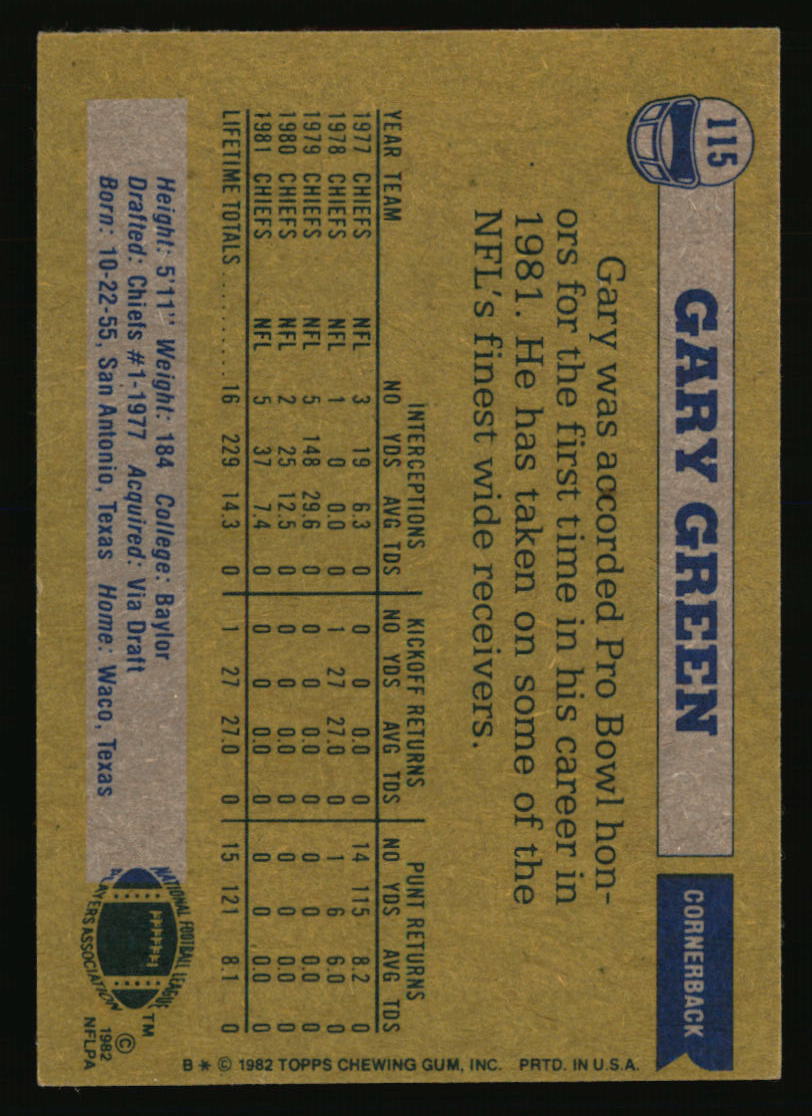 115
GARY GREEN
CORNERBACK
Gary was accorded Pro Bowl hon-
ors for the first time in his career in
1981. He has taken on some of the
NFL's finest wide receivers.
INTERCEPTIONS KICKOFF RETURNS PUNT RETURNS
YEAR TEAM NO YDS AVG TDS NO YDS AVG TDS NO YDS AVG TDS
1977 CHIEFS NFL 3 19 6.3 0 0 0 0.0 0 14 115 8.2 0
1978 CHIEFS NFL 1 0 0.0 0 1 27 27.0 0 1 6 6.0 0
1979 CHIEFS NFL 5 148 29.6 0 0 0 0.0 0 0 0 0.0 0
1980 CHIEFS NFL 2 25 12.5 0 0 0 0.0 0 0 0 0.0 0
1981 CHIEFS NFL 5 37 7.4 0 0 0 0.0 0 0 0 0.0 0
LIFETIME TOTALS.......... 16 229 14.3 0 1 27 27.0 0 15 121 8.1 0
Height: 5'11" Weight: 184 College: Baylor
Drafted: Chiefs #1-1977 Acquired: Via Draft
Born: 10-22-55, San Antonio, Texas Home: Waco, Texas
NATIONAL FOOTBALL LEAGUE
PLAYERS ASSOCIATION
TM
©
1982
NFLPA
B * © 1982 TOPPS CHEWING GUM, INC. PRTD. IN U.S.A.